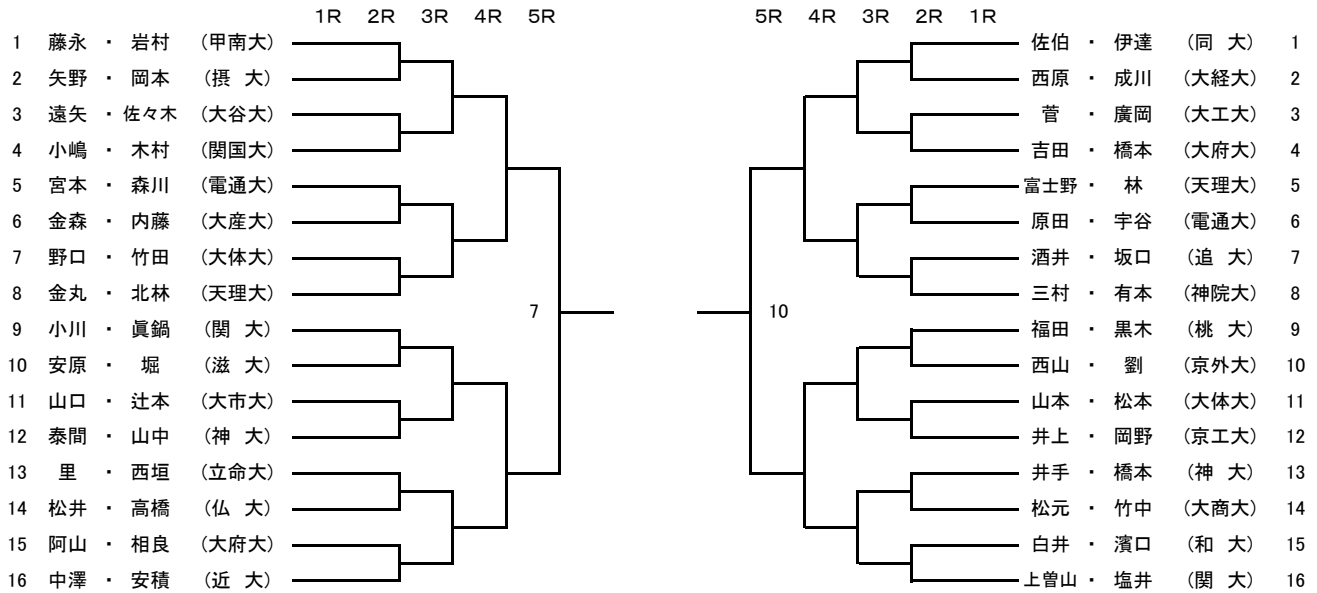 1R 2R 3R 4R 5R
1 藤永 ・ 岩村 (甲南大)
2 矢野 ・ 岡本 (摂 大)
3 遠矢 ・ 佐々木 (大谷大)
4 小嶋 ・ 木村 (関国大)
5 宮本 ・ 森川 (電通大)
6 金森 ・ 内藤 (大産大)
7 野口 ・ 竹田 (大体大)
8 金丸 ・ 北林 (天理大)
7
9 小川 ・ 眞鍋 (関 大)
10 安原 ・ 堀 (滋 大)
11 山口 ・ 辻本 (大市大)
12 泰間 ・ 山中 (神 大)
13 里 ・ 西垣 (立命大)
14 松井 ・ 高橋 (仏 大)
15 阿山 ・ 相良 (大府大)
16 中澤 ・ 安積 (近 大)
5R 4R 3R 2R 1R
佐伯 ・ 伊達 (同 大) 1
西原 ・ 成川 (大経大) 2
菅 ・ 廣岡 (大工大) 3
吉田 ・ 橋本 (大府大) 4
富士野 ・ 林 (天理大) 5
原田 ・ 宇谷 (電通大) 6
酒井 ・ 坂口 (追 大) 7
三村 ・ 有本 (神院大) 8
10
福田 ・ 黒木 (桃 大) 9
西山 ・ 劉 (京外大) 10
山本 ・ 松本 (大体大) 11
井上 ・ 岡野 (京工大) 12
井手 ・ 橋本 (神 大) 13
松元 ・ 竹中 (大商大) 14
白井 ・ 濱口 (和 大) 15
上曽山 ・ 塩井 (関 大) 16